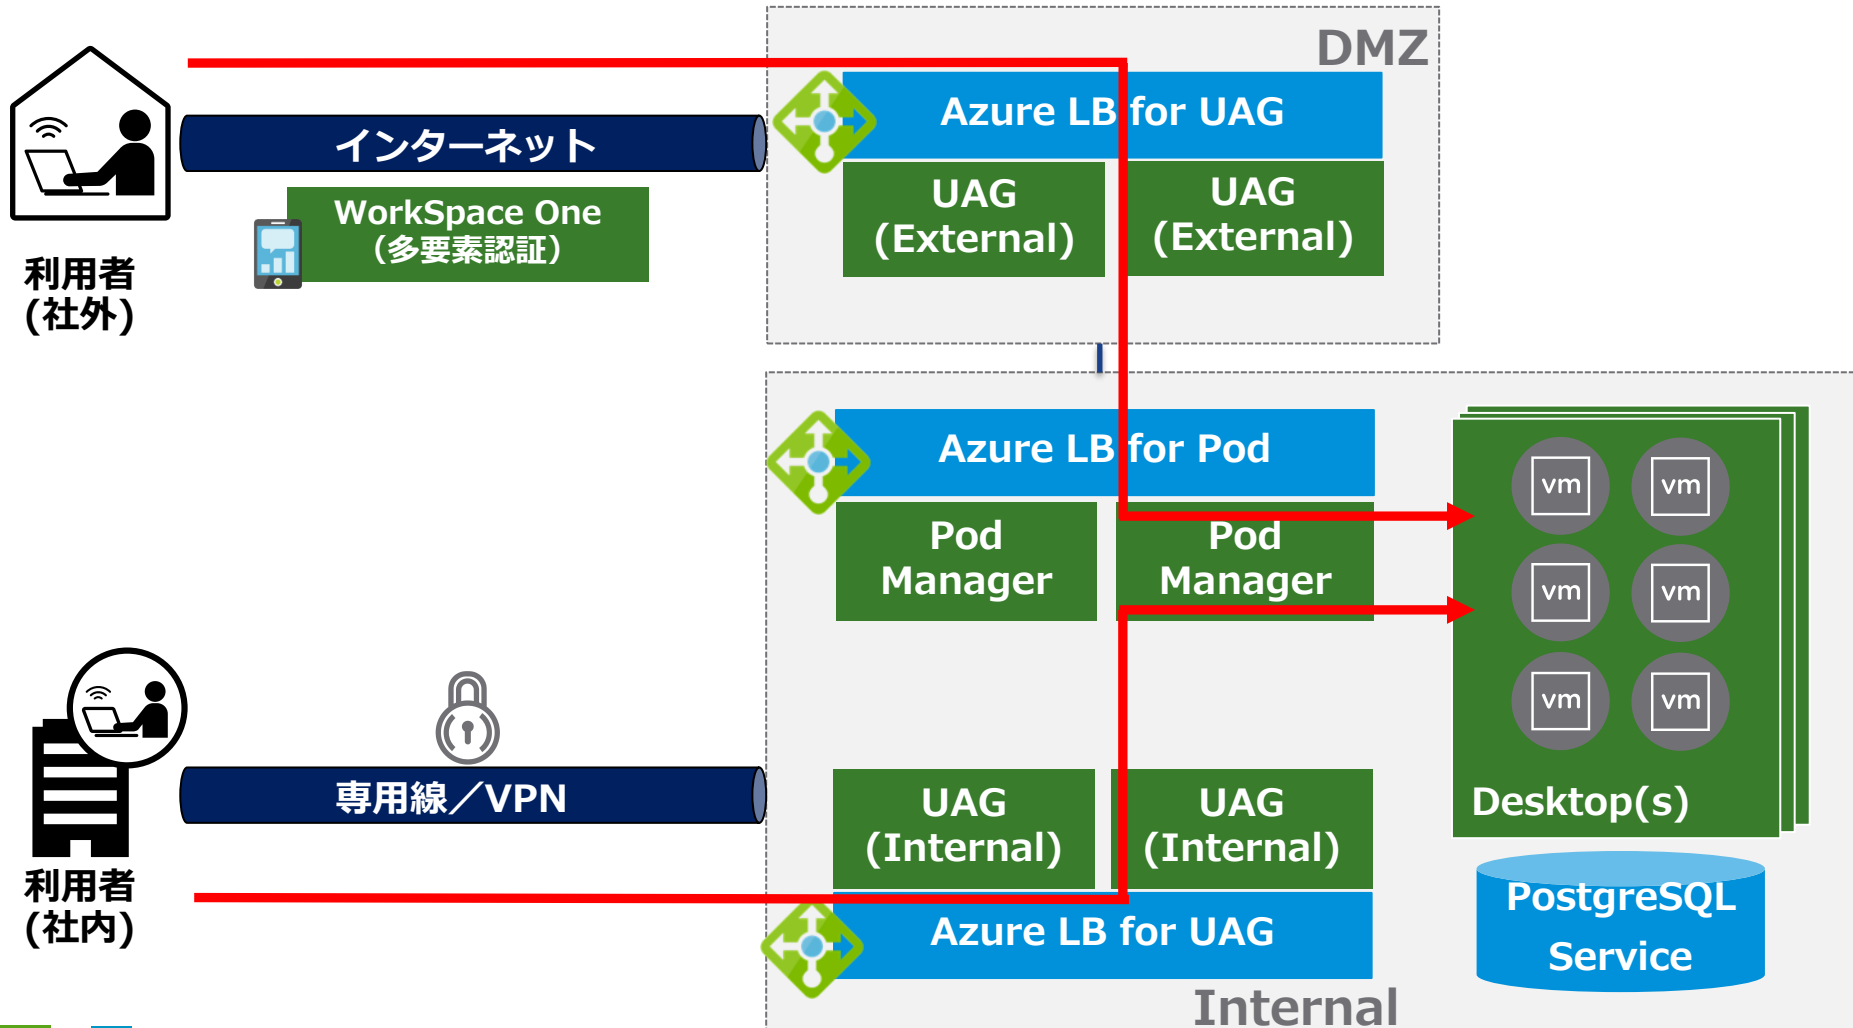 DMZ
Azure LB for UAG
インターネット
UAG
(External)
UAG
(External)
WorkSpace One
（多要素認証）
利用者
(社外)
Azure LB for Pod
Pod
Manager
Pod
Manager
vm
vm
vm
vm
vm
vm
Desktop(s)
専用線／VPN
UAG
(Internal)
UAG
(Internal)
利用者
(社内)
Azure LB for UAG
PostgreSQL
Service
Internal